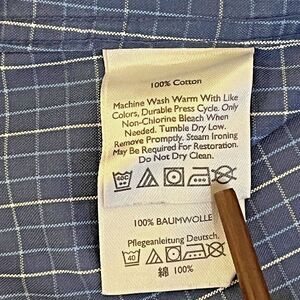 100% Cotton
Machine Wash Warm With Like
Colors, Durable Press Cycle. Only
Non-Chlorine Bleach When
Needed. Tumble Dry Low.
Remove Promptly. Steam Ironing
May Be Required For Restoration.
Do Not Dry Clean.
100% BAUMWOLLE
Pflegeanleitung Deutsch.
40
綿 100%